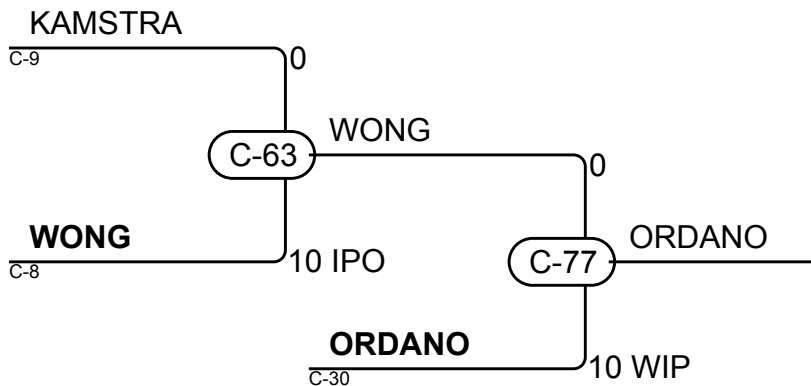 KAMSTRA
C-9
0
C-63
WONG
0
WONG
C-8
10 IPO
C-77
ORDANO
ORDANO
C-30
10 WIP